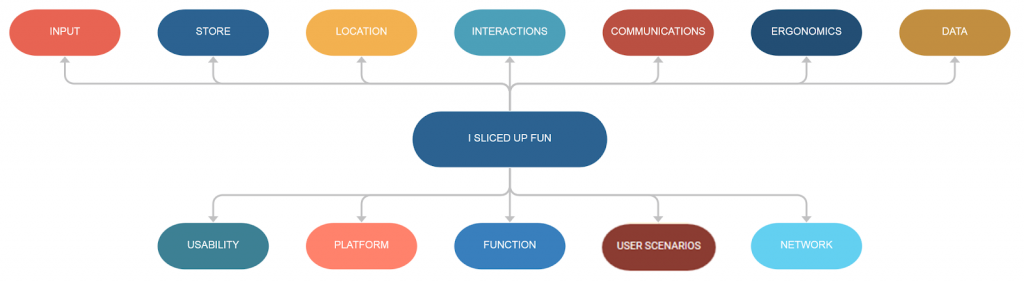 INPUT
STORE
LOCATION
INTERACTIONS
COMMUNICATIONS
ERGONOMICS
DATA
I SLICED UP FUN
USABILITY
PLATFORM
FUNCTION
USER SCENARIOS
NETWORK